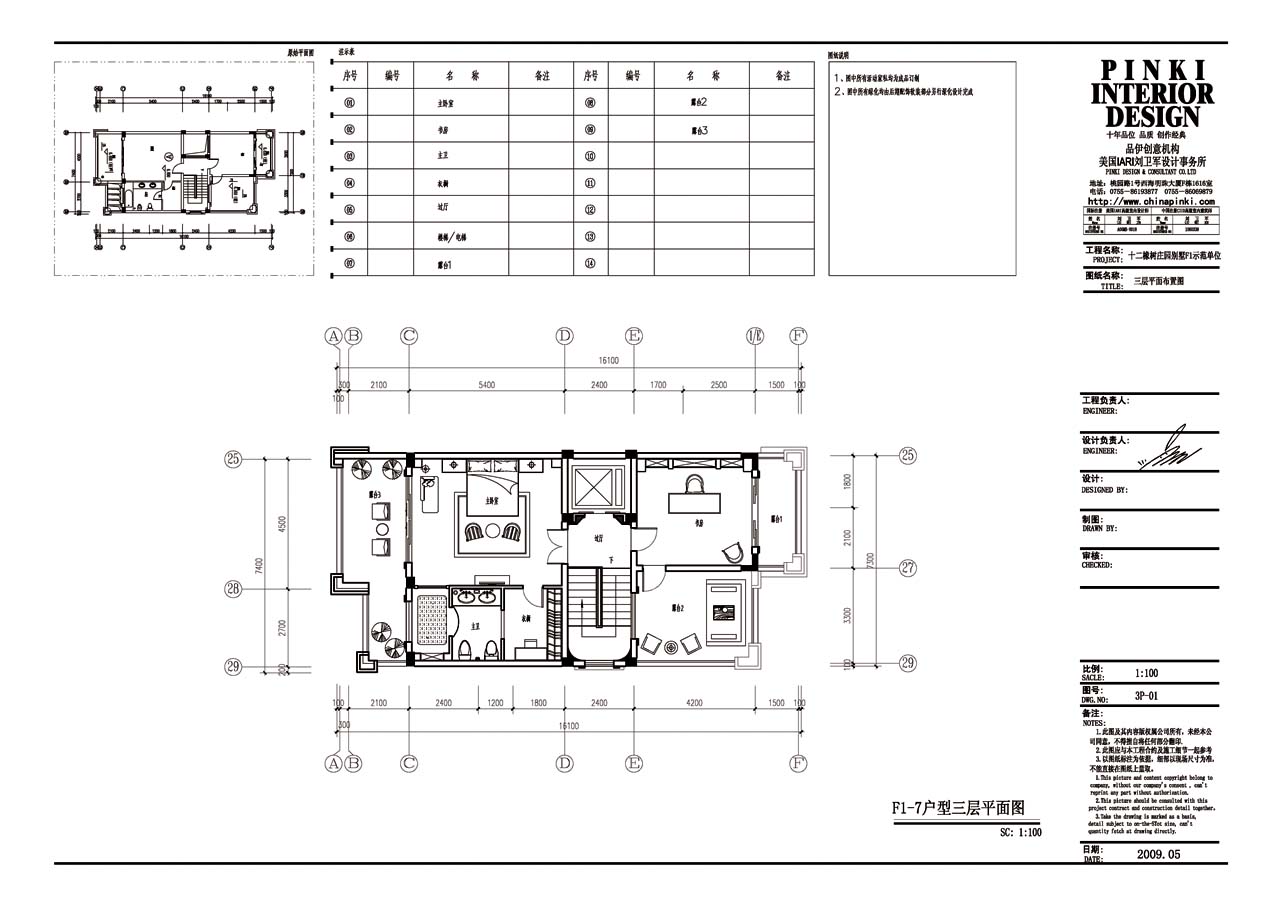 原始平面图
图示表
序号 编号 名 称 备注 序号 编号 名 称 备注
01 主卧室 08 露台2
02 书房 09 露台3
03 主卫 10
04 衣橱 11
05 过厅 12
06 楼梯/电梯 13
07 露台1 14
图纸说明
1、图中所有活动家私均为成品订制
2、图中所有绿化均由后期配饰软装部分另行深化设计完成
PINKI
INTERIOR
DESIGN
十年品位 品质 创作经典
品伊创意机构
美国IARI刘卫军设计事务所
PINKI DESIGN & CONSULTANT CO.LTD
地址: 桃园路1号西海明珠大厦F栋1616室
电话: 0755-86193877 0755-86069879
http://www.chinapinki.com
工程名称: 十二橡树庄园别墅F1示范单位
PROJECT:
图纸名称: 三层平面布置图
TITLE:
工程负责人:
ENGINEER:
设计负责人:
ENGINEER:
设计:
DESIGNED BY:
制图:
DRAWN BY:
审核:
CHECKED:
比例:
SACLE: 1:100
图号:
DWG.NO: 3P-01
备注:
NOTES:
1.此图及其内容版权属公司所有, 未经本公
司同意, 不得擅自将任何部分翻印.
2.此图应与本工程合约及施工细节一起参考
3.以图纸标注为依据, 细部以现场尺寸为准,
不能直接在图纸上量取。
1.This picture and content copyright belong to
company, without our company's consent , can't
reprint any part without authorisation.
2.This picture should be consulted with this
project contract and construction detail together.
3.Take the drawing is marked as a basis,
detail subject to on-the-STot sins, can't
quantity fetch at drawing directly.
日期:
DATE: 2009.05
A B C D E 1/E F
16100
300 2100 5400 2400 1700 2500 1500 100
100
25 25
28 27
29 29
7400 4500 2700 200
1800 2100 7300 3300 100
露台3
主卧室
过厅
下
书房
露台1
露台2
主卫
衣橱
100 2100 2400 1200 1800 2400 4200 1500 100
300 16100
A B C D E F
F1-7户型三层平面图
SC: 1:100